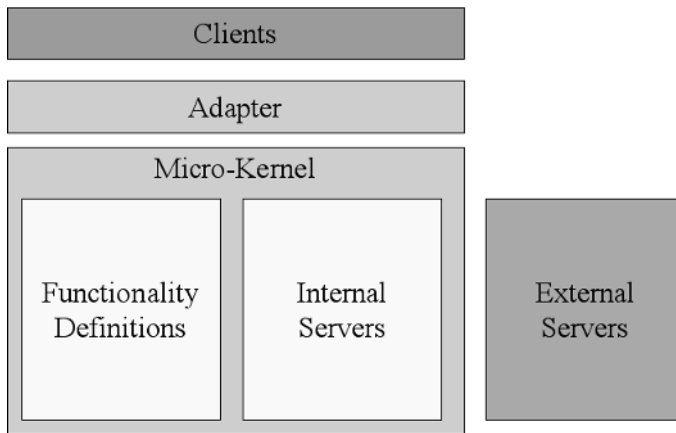 Clients
Adapter
Micro-Kernel
Functionality
Definitions
Internal
Servers
External
Servers